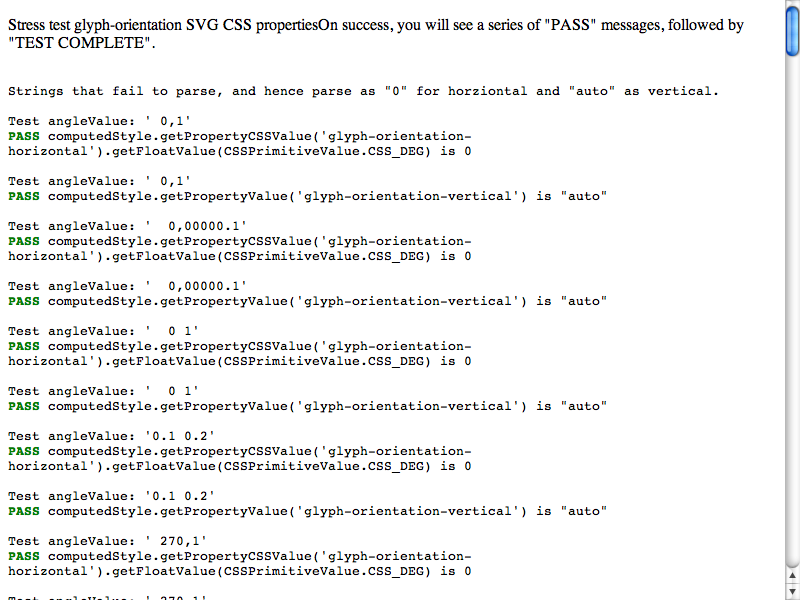 Stress test glyph-orientation SVG CSS propertiesOn success, you will see a series of "PASS" messages, followed by
"TEST COMPLETE".
Strings that fail to parse, and hence parse as "0" for horziontal and "auto" as vertical.
Test angleValue: ' 0,1'
PASS computedStyle.getPropertyCSSValue('glyph-orientation-
horizontal').getFloatValue(CSSPrimitiveValue.CSS_DEG) is 0
Test angleValue: ' 0,1'
PASS computedStyle.getPropertyValue('glyph-orientation-vertical') is "auto"
Test angleValue: '  0,00000.1'
PASS computedStyle.getPropertyCSSValue('glyph-orientation-
horizontal').getFloatValue(CSSPrimitiveValue.CSS_DEG) is 0
Test angleValue: '  0,00000.1'
PASS computedStyle.getPropertyValue('glyph-orientation-vertical') is "auto"
Test angleValue: '  0 1'
PASS computedStyle.getPropertyCSSValue('glyph-orientation-
horizontal').getFloatValue(CSSPrimitiveValue.CSS_DEG) is 0
Test angleValue: '  0 1'
PASS computedStyle.getPropertyValue('glyph-orientation-vertical') is "auto"
Test angleValue: '0.1 0.2'
PASS computedStyle.getPropertyCSSValue('glyph-orientation-
horizontal').getFloatValue(CSSPrimitiveValue.CSS_DEG) is 0
Test angleValue: '0.1 0.2'
PASS computedStyle.getPropertyValue('glyph-orientation-vertical') is "auto"
Test angleValue: ' 270,1'
PASS computedStyle.getPropertyCSSValue('glyph-orientation-
horizontal').getFloatValue(CSSPrimitiveValue.CSS_DEG) is 0
Test angleValue: ' 270,1'